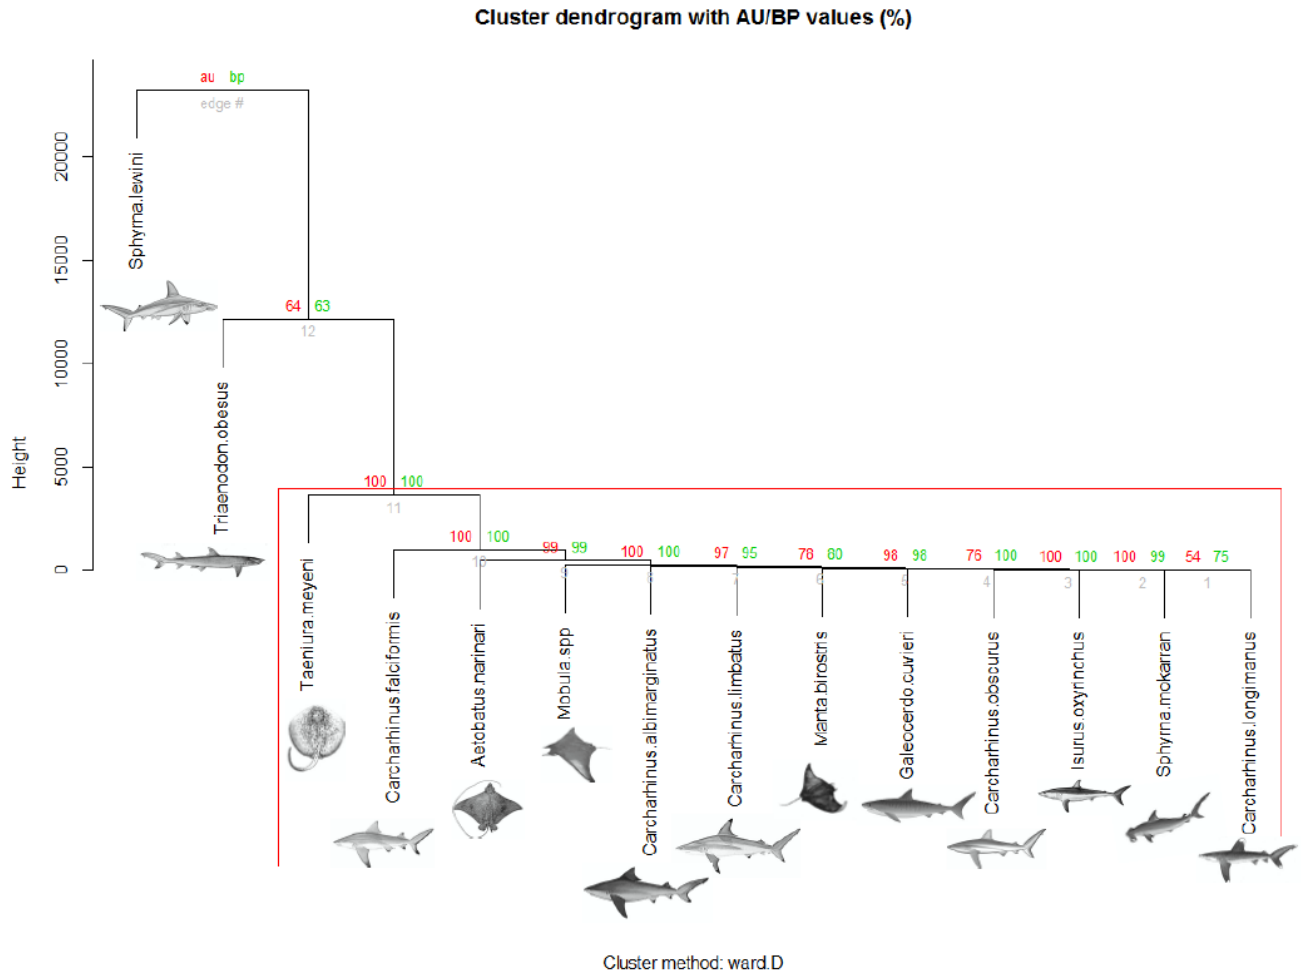 Cluster dendrogram with AU/BP values (%)
au bp
edge #
20000
15000
10000
5000
0
Height
Sphyrna.lewini
64 63
12
Triaenodon.obesus
100 100
11
100 100
10
99 99
9
100 100
8
97 95
7
78 80
6
98 98
5
76 100
4
100 100
3
100 99
2
54 75
1
Taeniura.meyeni
Carcharhinus.falciformis
Aetobatus.narinari
Mobula.spp
Carcharhinus.albimarginatus
Carcharhinus.limbatus
Manta.birostris
Galeocerdo.cuvieri
Carcharhinus.obscurus
Isurus.oxyrinchus
Sphyrna.mokarran
Carcharhinus.longimanus
Cluster method: ward.D